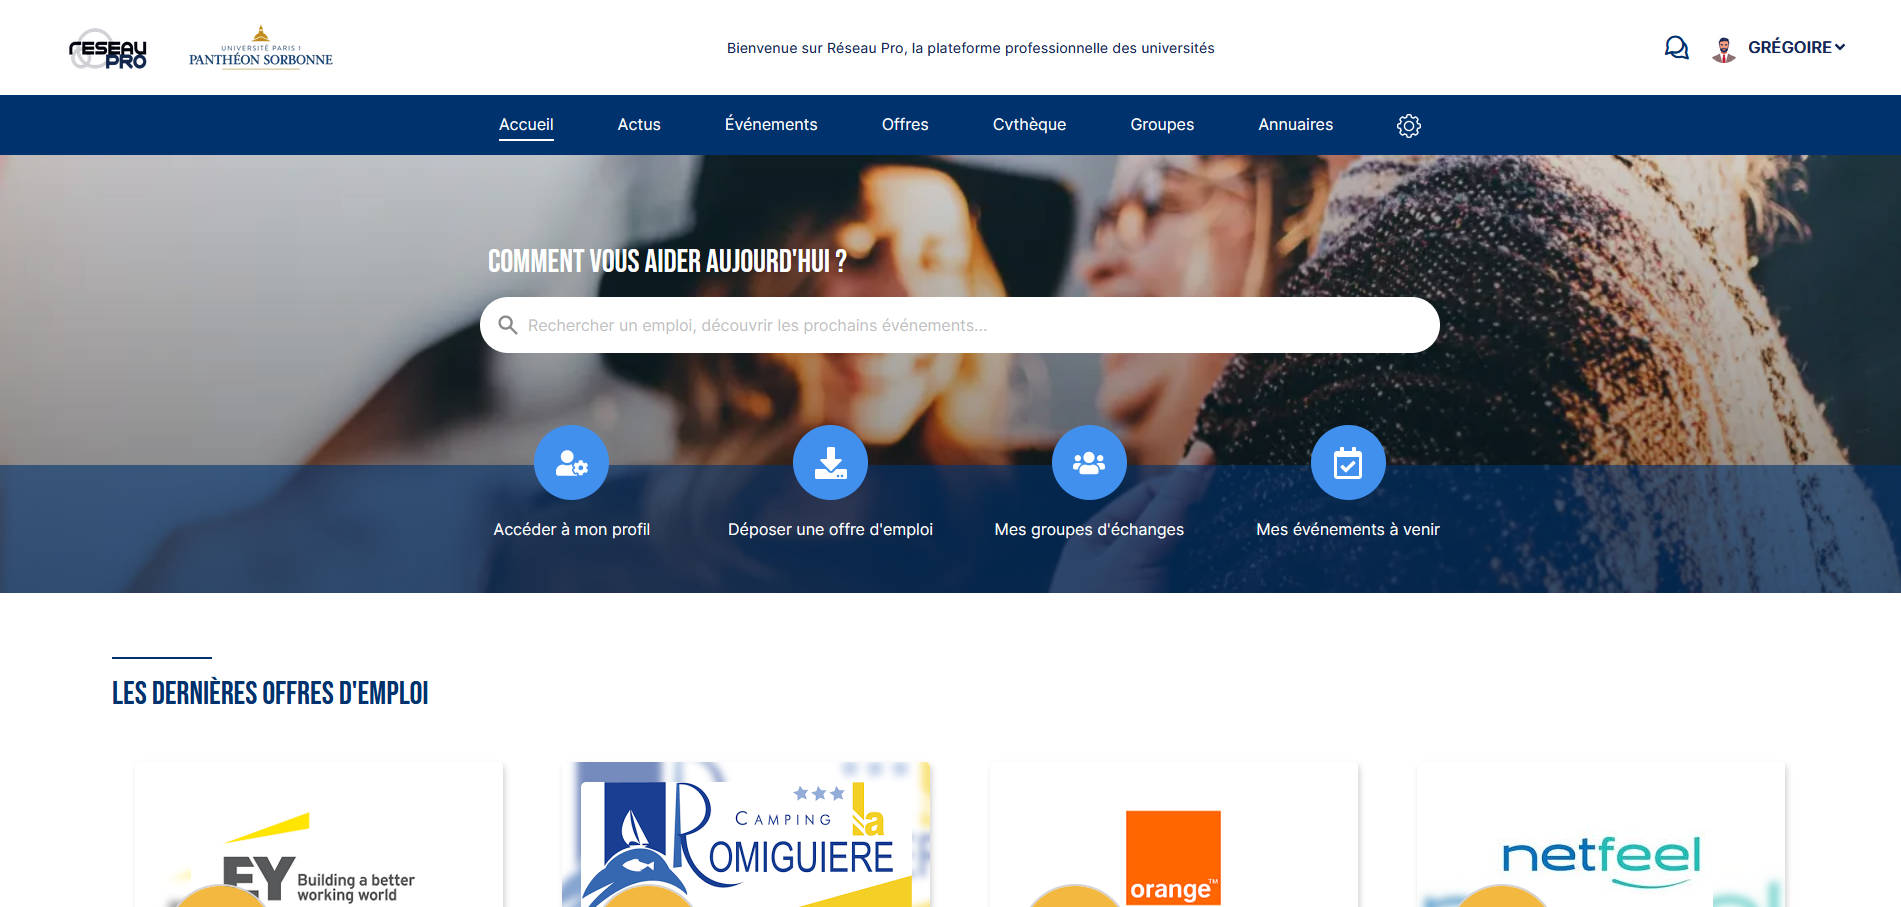 RESEAU
PRO
UNIVERSITÉ PARIS 1
PANTHÉON SORBONNE
Bienvenue sur Réseau Pro, la plateforme professionnelle des universités
GRÉGOIRE
Accueil
Actus
Événements
Offres
Cvthèque
Groupes
Annuaires
COMMENT VOUS AIDER AUJOURD'HUI ?
Rechercher un emploi, découvrir les prochains événements...
Accéder à mon profil
Déposer une offre d'emploi
Mes groupes d'échanges
Mes événements à venir
LES DERNIÈRES OFFRES D'EMPLOI
EY
Building a better
working world
CAMPING
la
ROMIGUIERE
orange™
netfeel